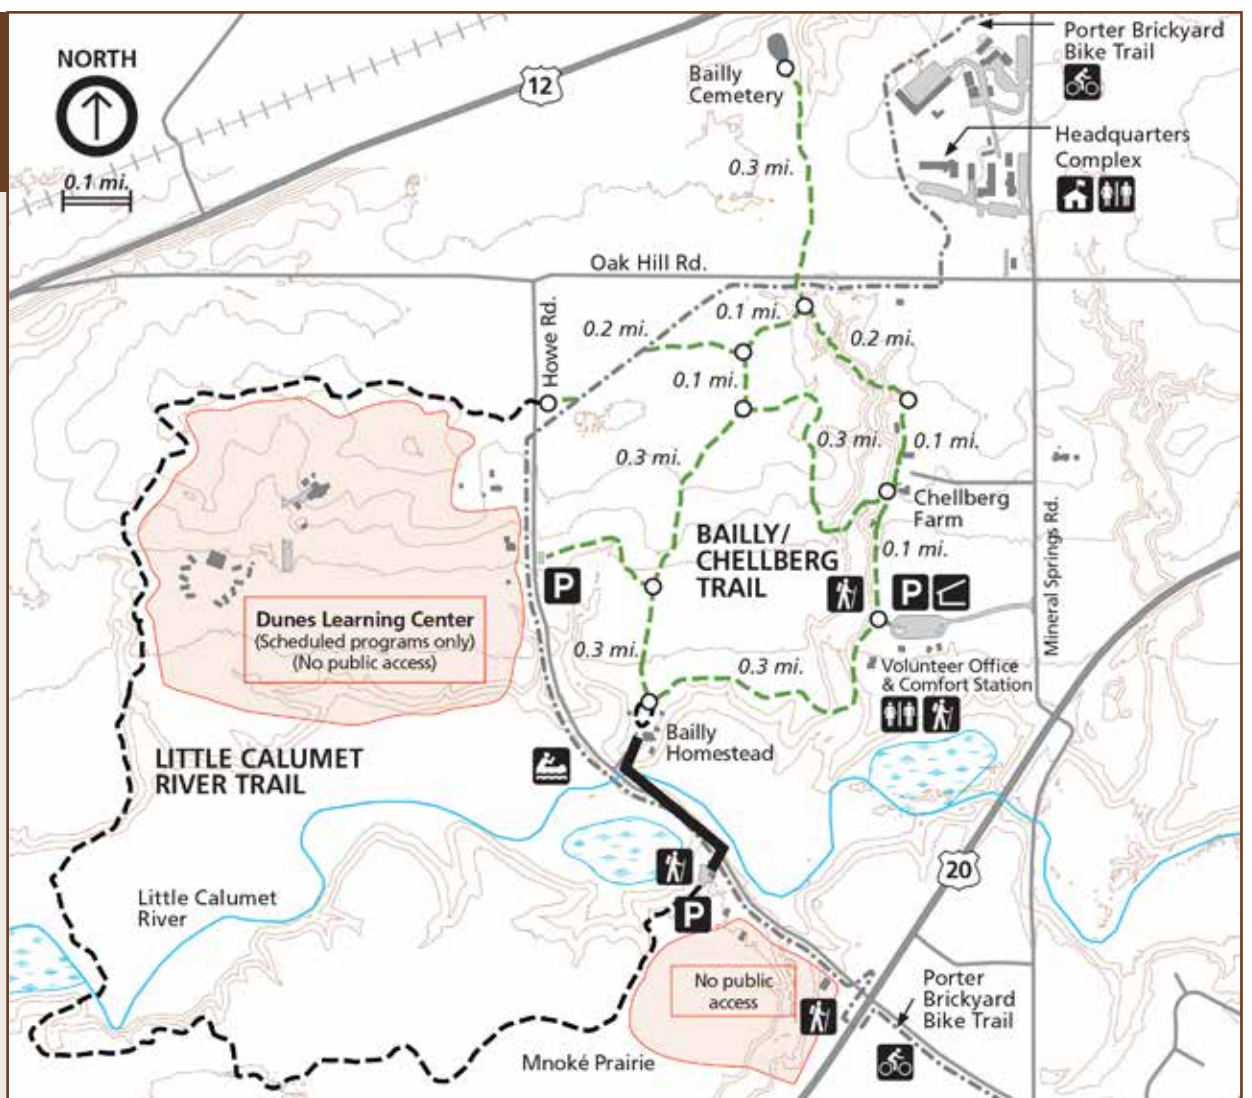 NORTH
0.1 mi.
12
Bailly
Cemetery
Porter Brickyard
Bike Trail
Headquarters
Complex
0.3 mi.
Oak Hill Rd.
Howe Rd.
0.2 mi.
0.1 mi.
0.2 mi.
0.1 mi.
0.3 mi.
0.3 mi.
0.1 mi.
Chellberg
Farm
Mineral Springs Rd.
BAILLY/
CHELLBERG
TRAIL
0.1 mi.
P
P
Dunes Learning Center
(Scheduled programs only)
(No public access)
0.3 mi.
0.3 mi.
Volunteer Office
& Comfort Station
Bailly
Homestead
LITTLE CALUMET
RIVER TRAIL
20
Little Calumet
River
P
No public
access
Porter
Brickyard
Bike Trail
Mnoké Prairie